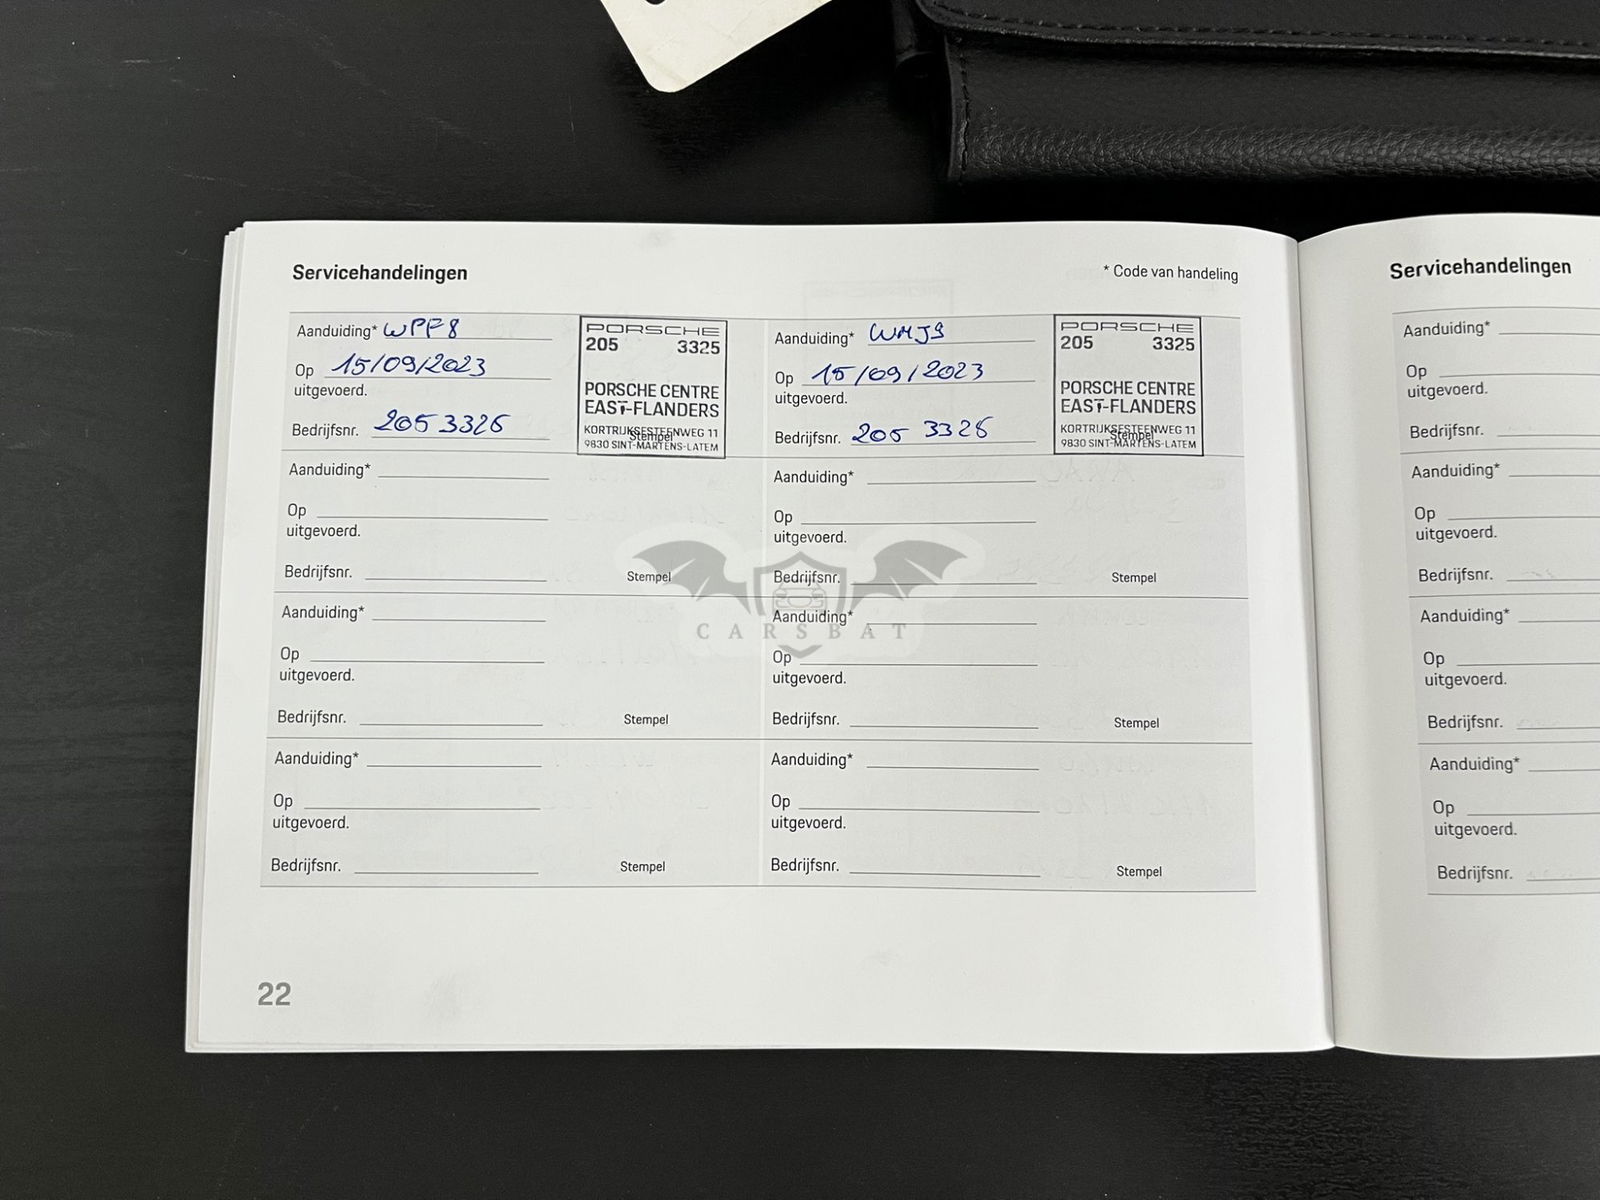 Servicehandelingen
* Code van handeling
Aanduiding* WPF8
Op 15/09/2023
uitgevoerd.
Bedrijfsnr. 205 3325
PORSCHE
205 3325
PORSCHE CENTRE
EAST-FLANDERS
KORTRIJKSESTEENWEG 11
Stempel
9830 SINT-MARTENS-LATEM
Aanduiding* WMJ9
Op 15/09/2023
uitgevoerd.
Bedrijfsnr. 205 3325
PORSCHE
205 3325
PORSCHE CENTRE
EAST-FLANDERS
KORTRIJKSESTEENWEG 11
Stempel
9830 SINT-MARTENS-LATEM
Aanduiding*
Op
uitgevoerd.
Bedrijfsnr. Stempel
Aanduiding*
Op
uitgevoerd.
Bedrijfsnr. Stempel
CARSBAT
Aanduiding*
Op
uitgevoerd.
Bedrijfsnr. Stempel
Aanduiding*
Op
uitgevoerd.
Bedrijfsnr. Stempel
Aanduiding*
Op
uitgevoerd.
Bedrijfsnr. Stempel
Aanduiding*
Op
uitgevoerd.
Bedrijfsnr. Stempel
22
Servicehandelingen
Aanduiding*
Op
uitgevoerd.
Bedrijfsnr.
Aanduiding*
Op
uitgevoerd.
Bedrijfsnr.
Aanduiding*
Op
uitgevoerd.
Bedrijfsnr.
Aanduiding*
Op
uitgevoerd.
Bedrijfsnr.